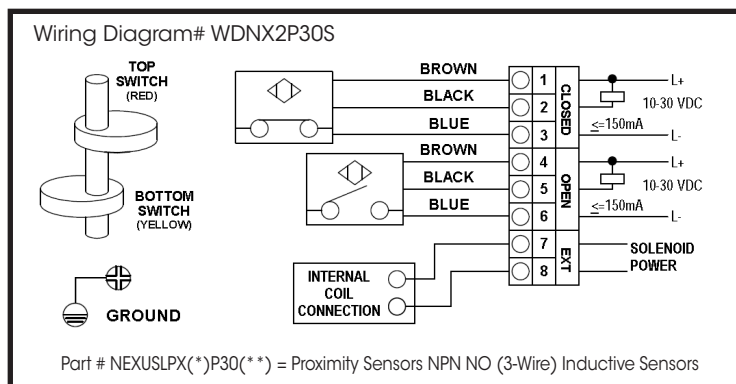 Wiring Diagram# WDNX2P30S
TOP
SWITCH
(RED)
BOTTOM
SWITCH
(YELLOW)
GROUND
BROWN
BLACK
BLUE
BROWN
BLACK
BLUE
INTERNAL
COIL
CONNECTION
1
2
3
4
5
6
7
8
CLOSED
OPEN
EXT
L+
10-30 VDC
<=150mA
L-
L+
10-30 VDC
<=150mA
L-
SOLENOID
POWER
Part # NEXUSLPX(*)P30(**) = Proximity Sensors NPN NO (3-Wire) Inductive Sensors